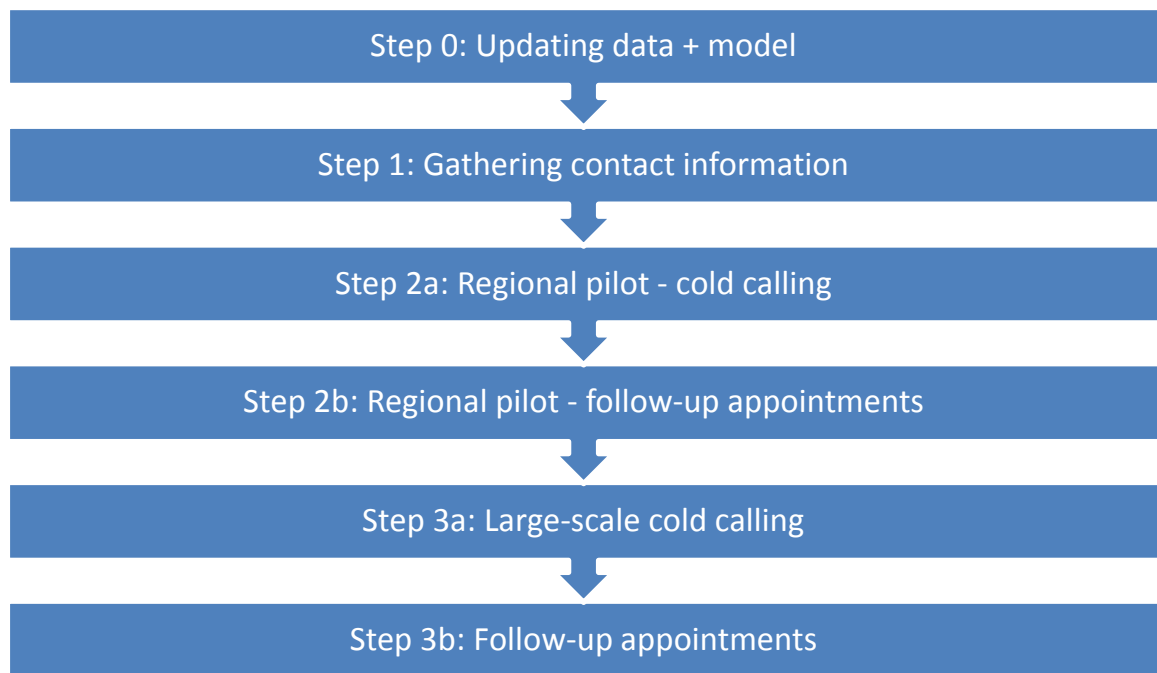 Step 0: Updating data + model
Step 1: Gathering contact information
Step 2a: Regional pilot - cold calling
Step 2b: Regional pilot - follow-up appointments
Step 3a: Large-scale cold calling
Step 3b: Follow-up appointments